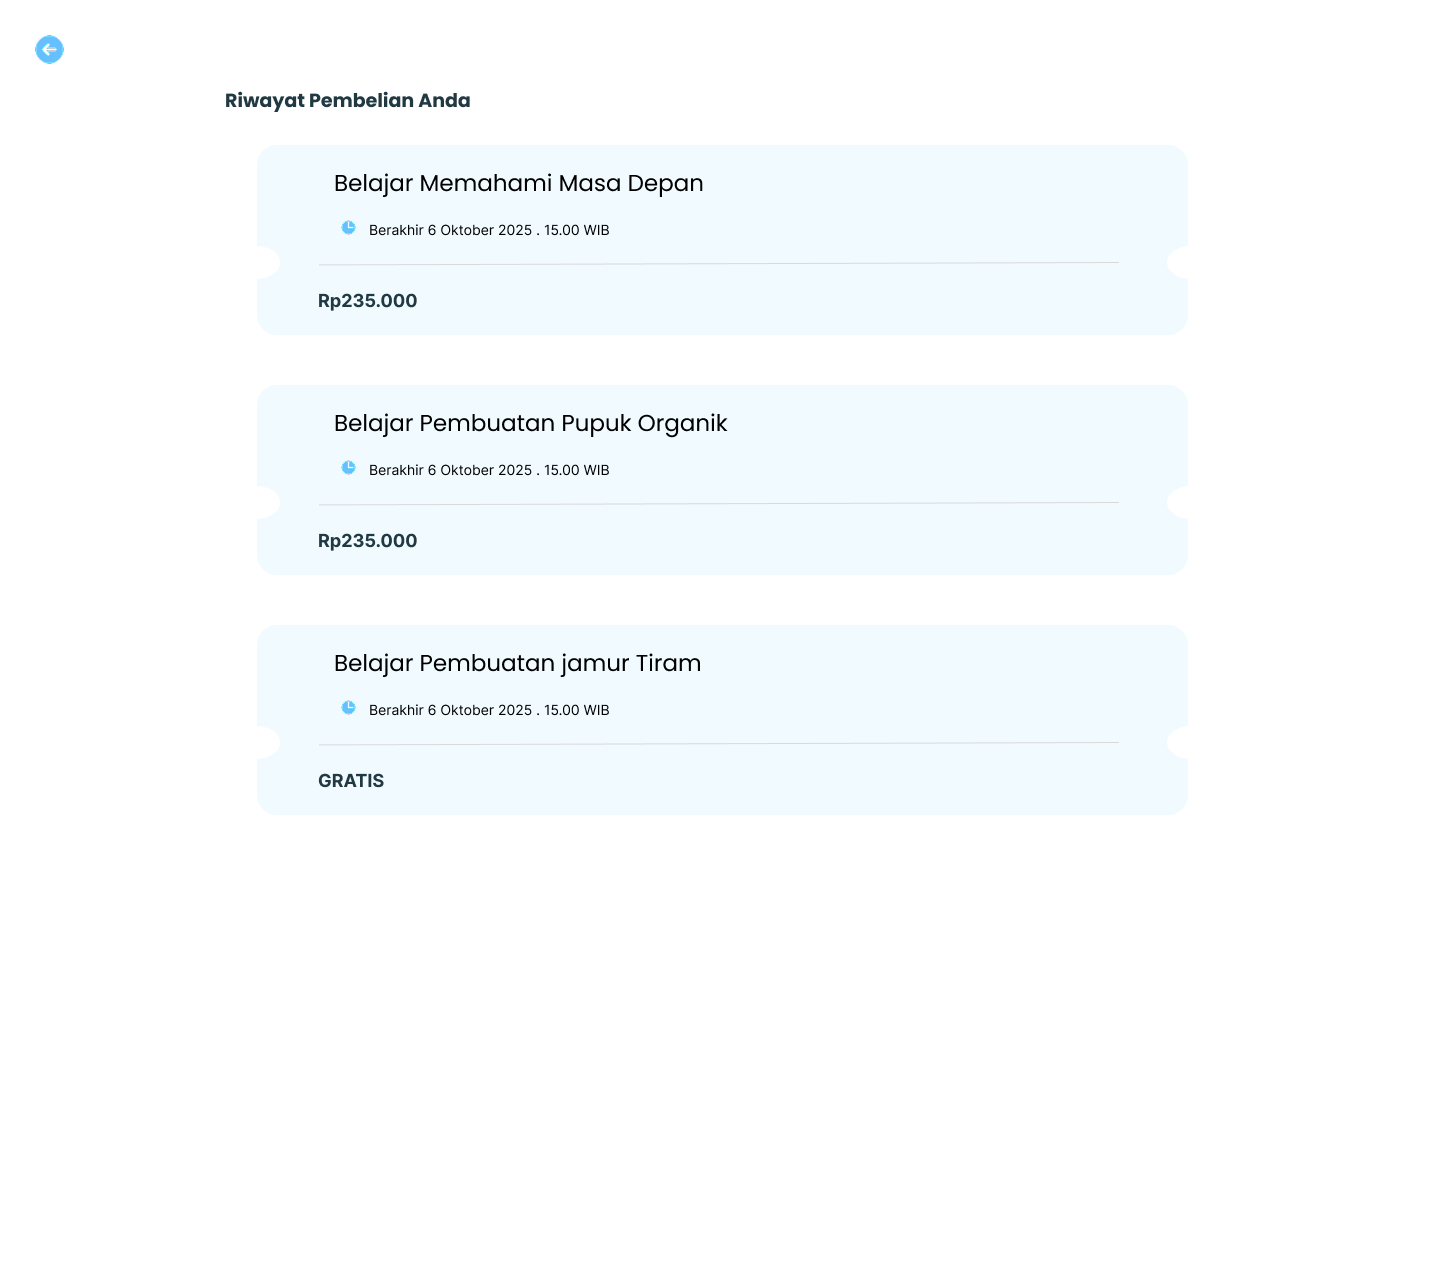 Riwayat Pembelian Anda
Belajar Memahami Masa Depan
Berakhir 6 Oktober 2025 . 15.00 WIB
Rp235.000
Belajar Pembuatan Pupuk Organik
Berakhir 6 Oktober 2025 . 15.00 WIB
Rp235.000
Belajar Pembuatan jamur Tiram
Berakhir 6 Oktober 2025 . 15.00 WIB
GRATIS